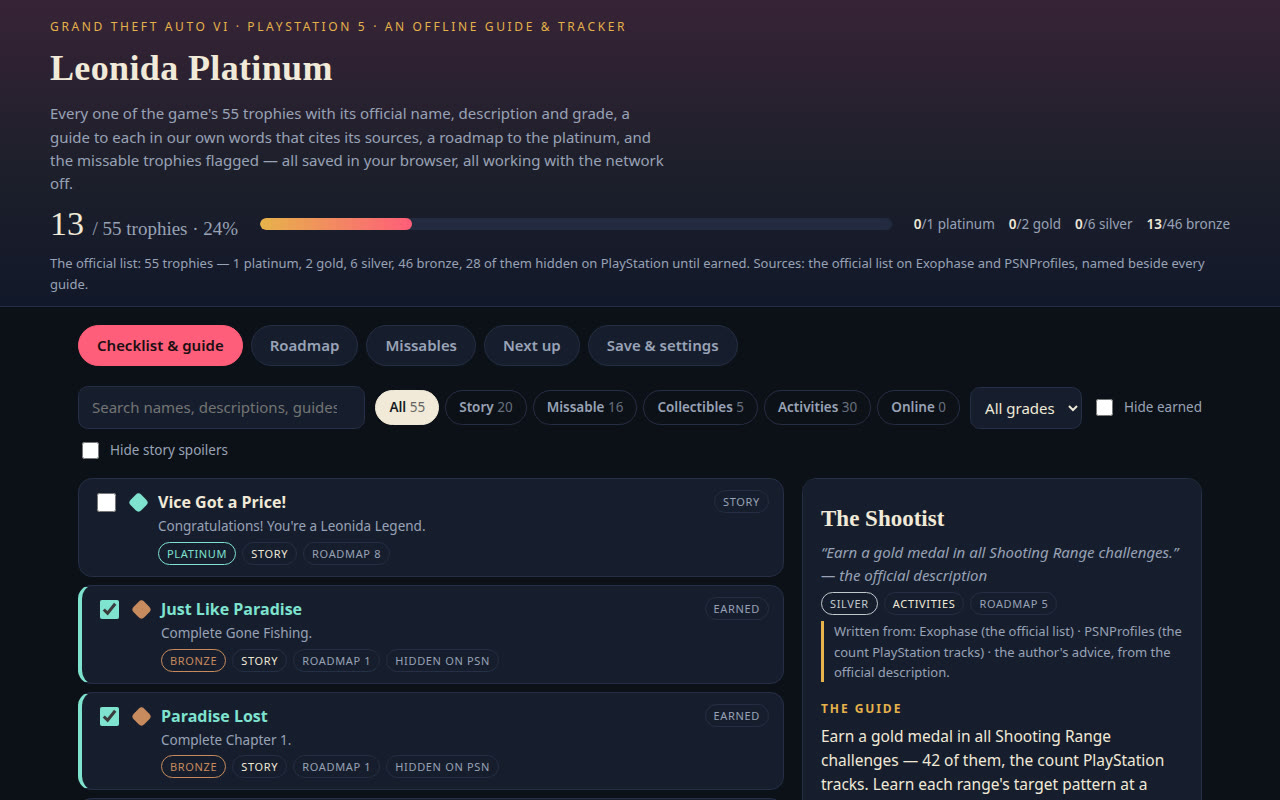 GRAND THEFT AUTO VI · PLAYSTATION 5 · AN OFFLINE GUIDE & TRACKER
Leonida Platinum
Every one of the game's 55 trophies with its official name, description and grade, a
guide to each in our own words that cites its sources, a roadmap to the platinum, and
the missable trophies flagged — all saved in your browser, all working with the network
off.
13 / 55 trophies · 24%
0/1 platinum 0/2 gold 0/6 silver 13/46 bronze
The official list: 55 trophies — 1 platinum, 2 gold, 6 silver, 46 bronze, 28 of them hidden on PlayStation until earned. Sources: the official list on Exophase and PSNProfiles, named beside every
guide.
Checklist & guide Roadmap Missables Next up Save & settings
Search names, descriptions, guides All 55 Story 20 Missable 16 Collectibles 5 Activities 30 Online 0 All grades Hide earned
Hide story spoilers
Vice Got a Price! STORY
Congratulations! You're a Leonida Legend.
PLATINUM STORY ROADMAP 8
Just Like Paradise EARNED
Complete Gone Fishing.
BRONZE STORY ROADMAP 1 HIDDEN ON PSN
Paradise Lost EARNED
Complete Chapter 1.
BRONZE STORY ROADMAP 1 HIDDEN ON PSN
The Shootist
“Earn a gold medal in all Shooting Range challenges.”
— the official description
SILVER ACTIVITIES ROADMAP 5
Written from: Exophase (the official list) · PSNProfiles (the
count PlayStation tracks) · the author's advice, from the
official description.
THE GUIDE
Earn a gold medal in all Shooting Range
challenges — 42 of them, the count PlayStation
tracks. Learn each range's target pattern at a